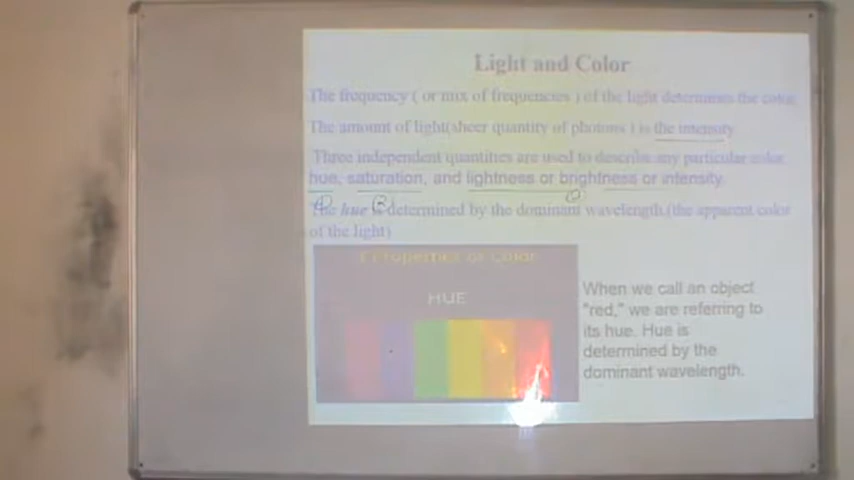 Light and Color
The frequency ( or mix of frequencies ) of the light determines the color.
The amount of light(sheer quantity of photons ) is the intensity.
Three independent quantities are used to describe any particular color.
hue, saturation, and lightness or brightness or intensity.
The hue is determined by the dominant wavelength.(the apparent color
of the light)
Properties of Color
HUE
When we call an object
"red," we are referring to
its hue. Hue is
determined by the
dominant wavelength.